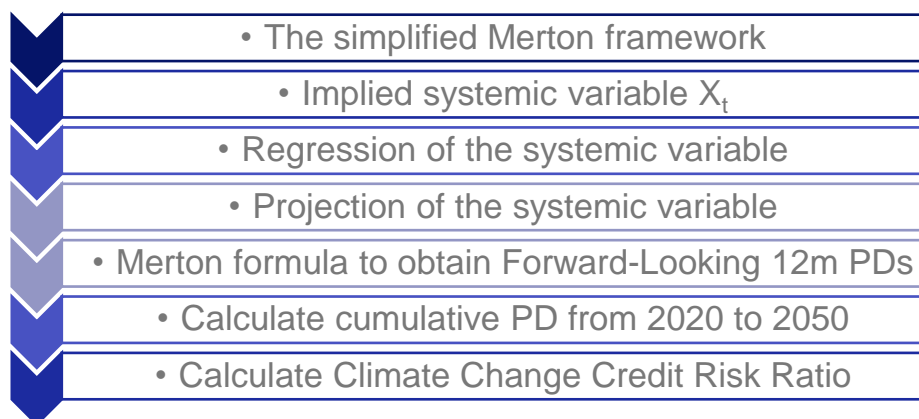 • The simplified Merton framework
• Implied systemic variable Xt
• Regression of the systemic variable
• Projection of the systemic variable
• Merton formula to obtain Forward-Looking 12m PDs
• Calculate cumulative PD from 2020 to 2050
• Calculate Climate Change Credit Risk Ratio